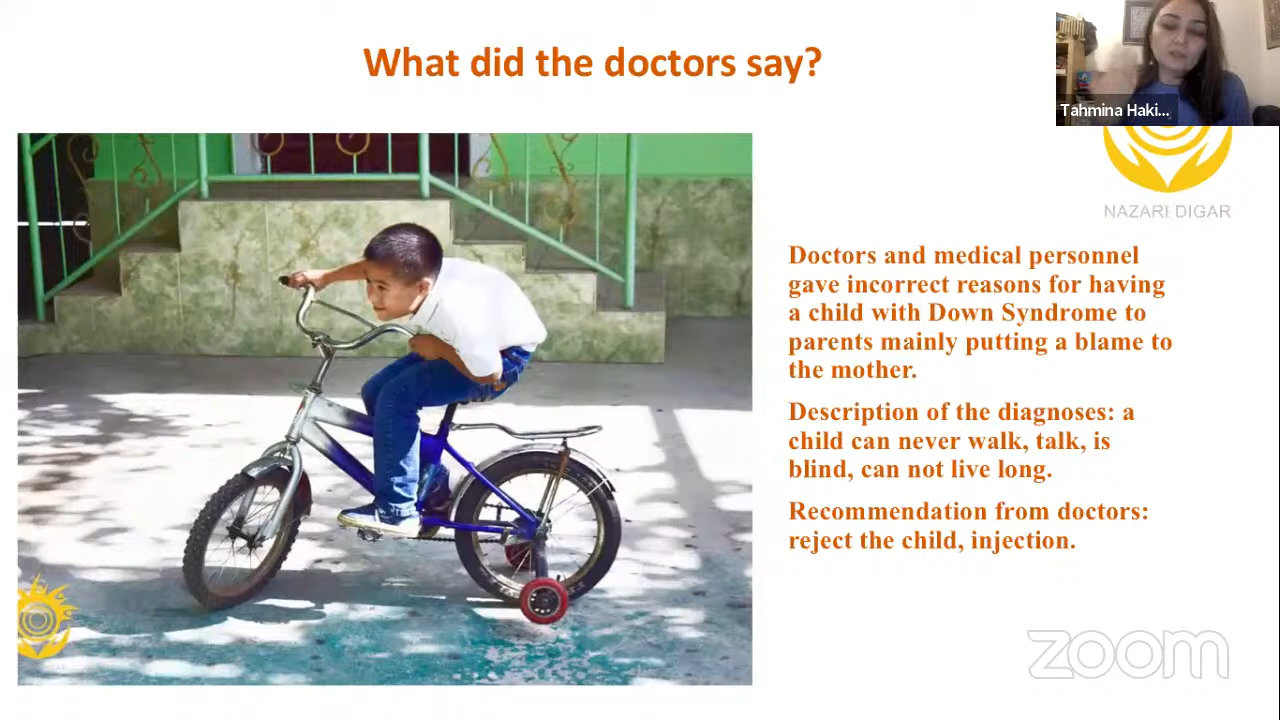 What did the doctors say?
Tahmina Haki...
NAZARI DIGAR
Doctors and medical personnel
gave incorrect reasons for having
a child with Down Syndrome to
parents mainly putting a blame to
the mother.
Description of the diagnoses: a
child can never walk, talk, is
blind, can not live long.
Recommendation from doctors:
reject the child, injection.
zoom